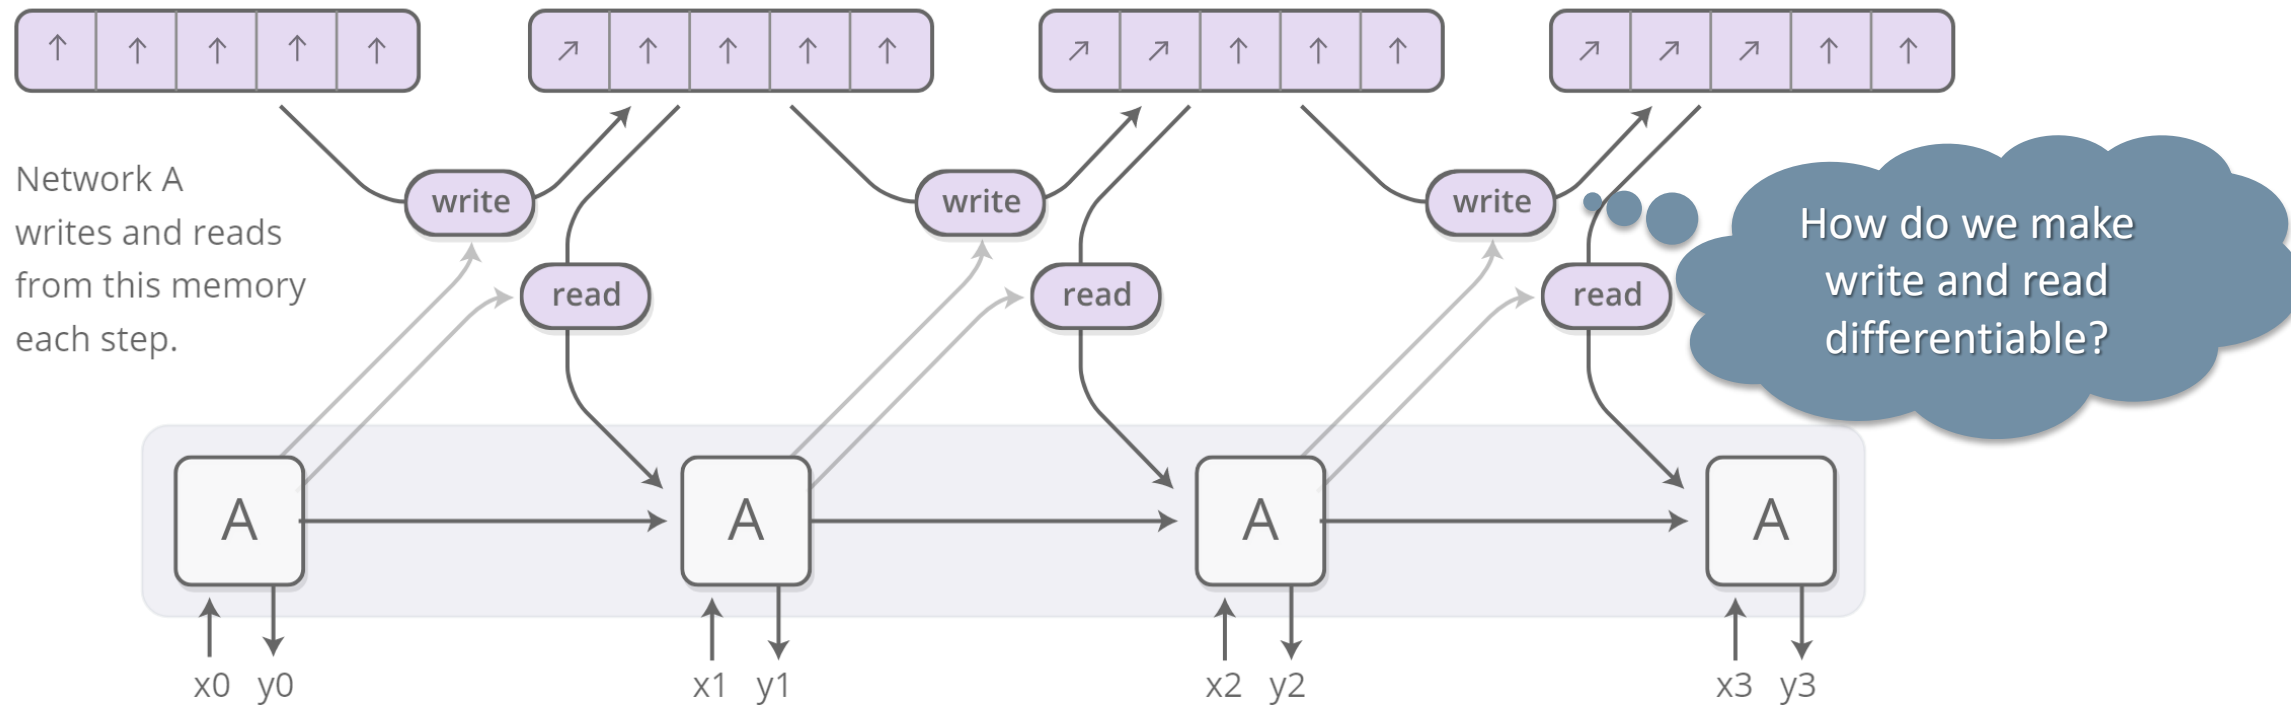 Network A
writes and reads
from this memory
each step.
write
write
write
read
read
read
How do we make
write and read
differentiable?
A
A
A
A
x0 y0
x1 y1
x2 y2
x3 y3